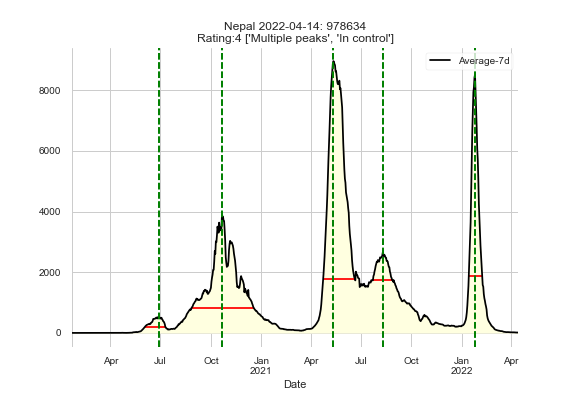 Nepal 2022-04-14: 978634
Rating:4 ['Multiple peaks', 'In control']
Average-7d
8000
6000
4000
2000
0
Apr Jul Oct Jan Apr Jul Oct Jan Apr
2021 2022
Date